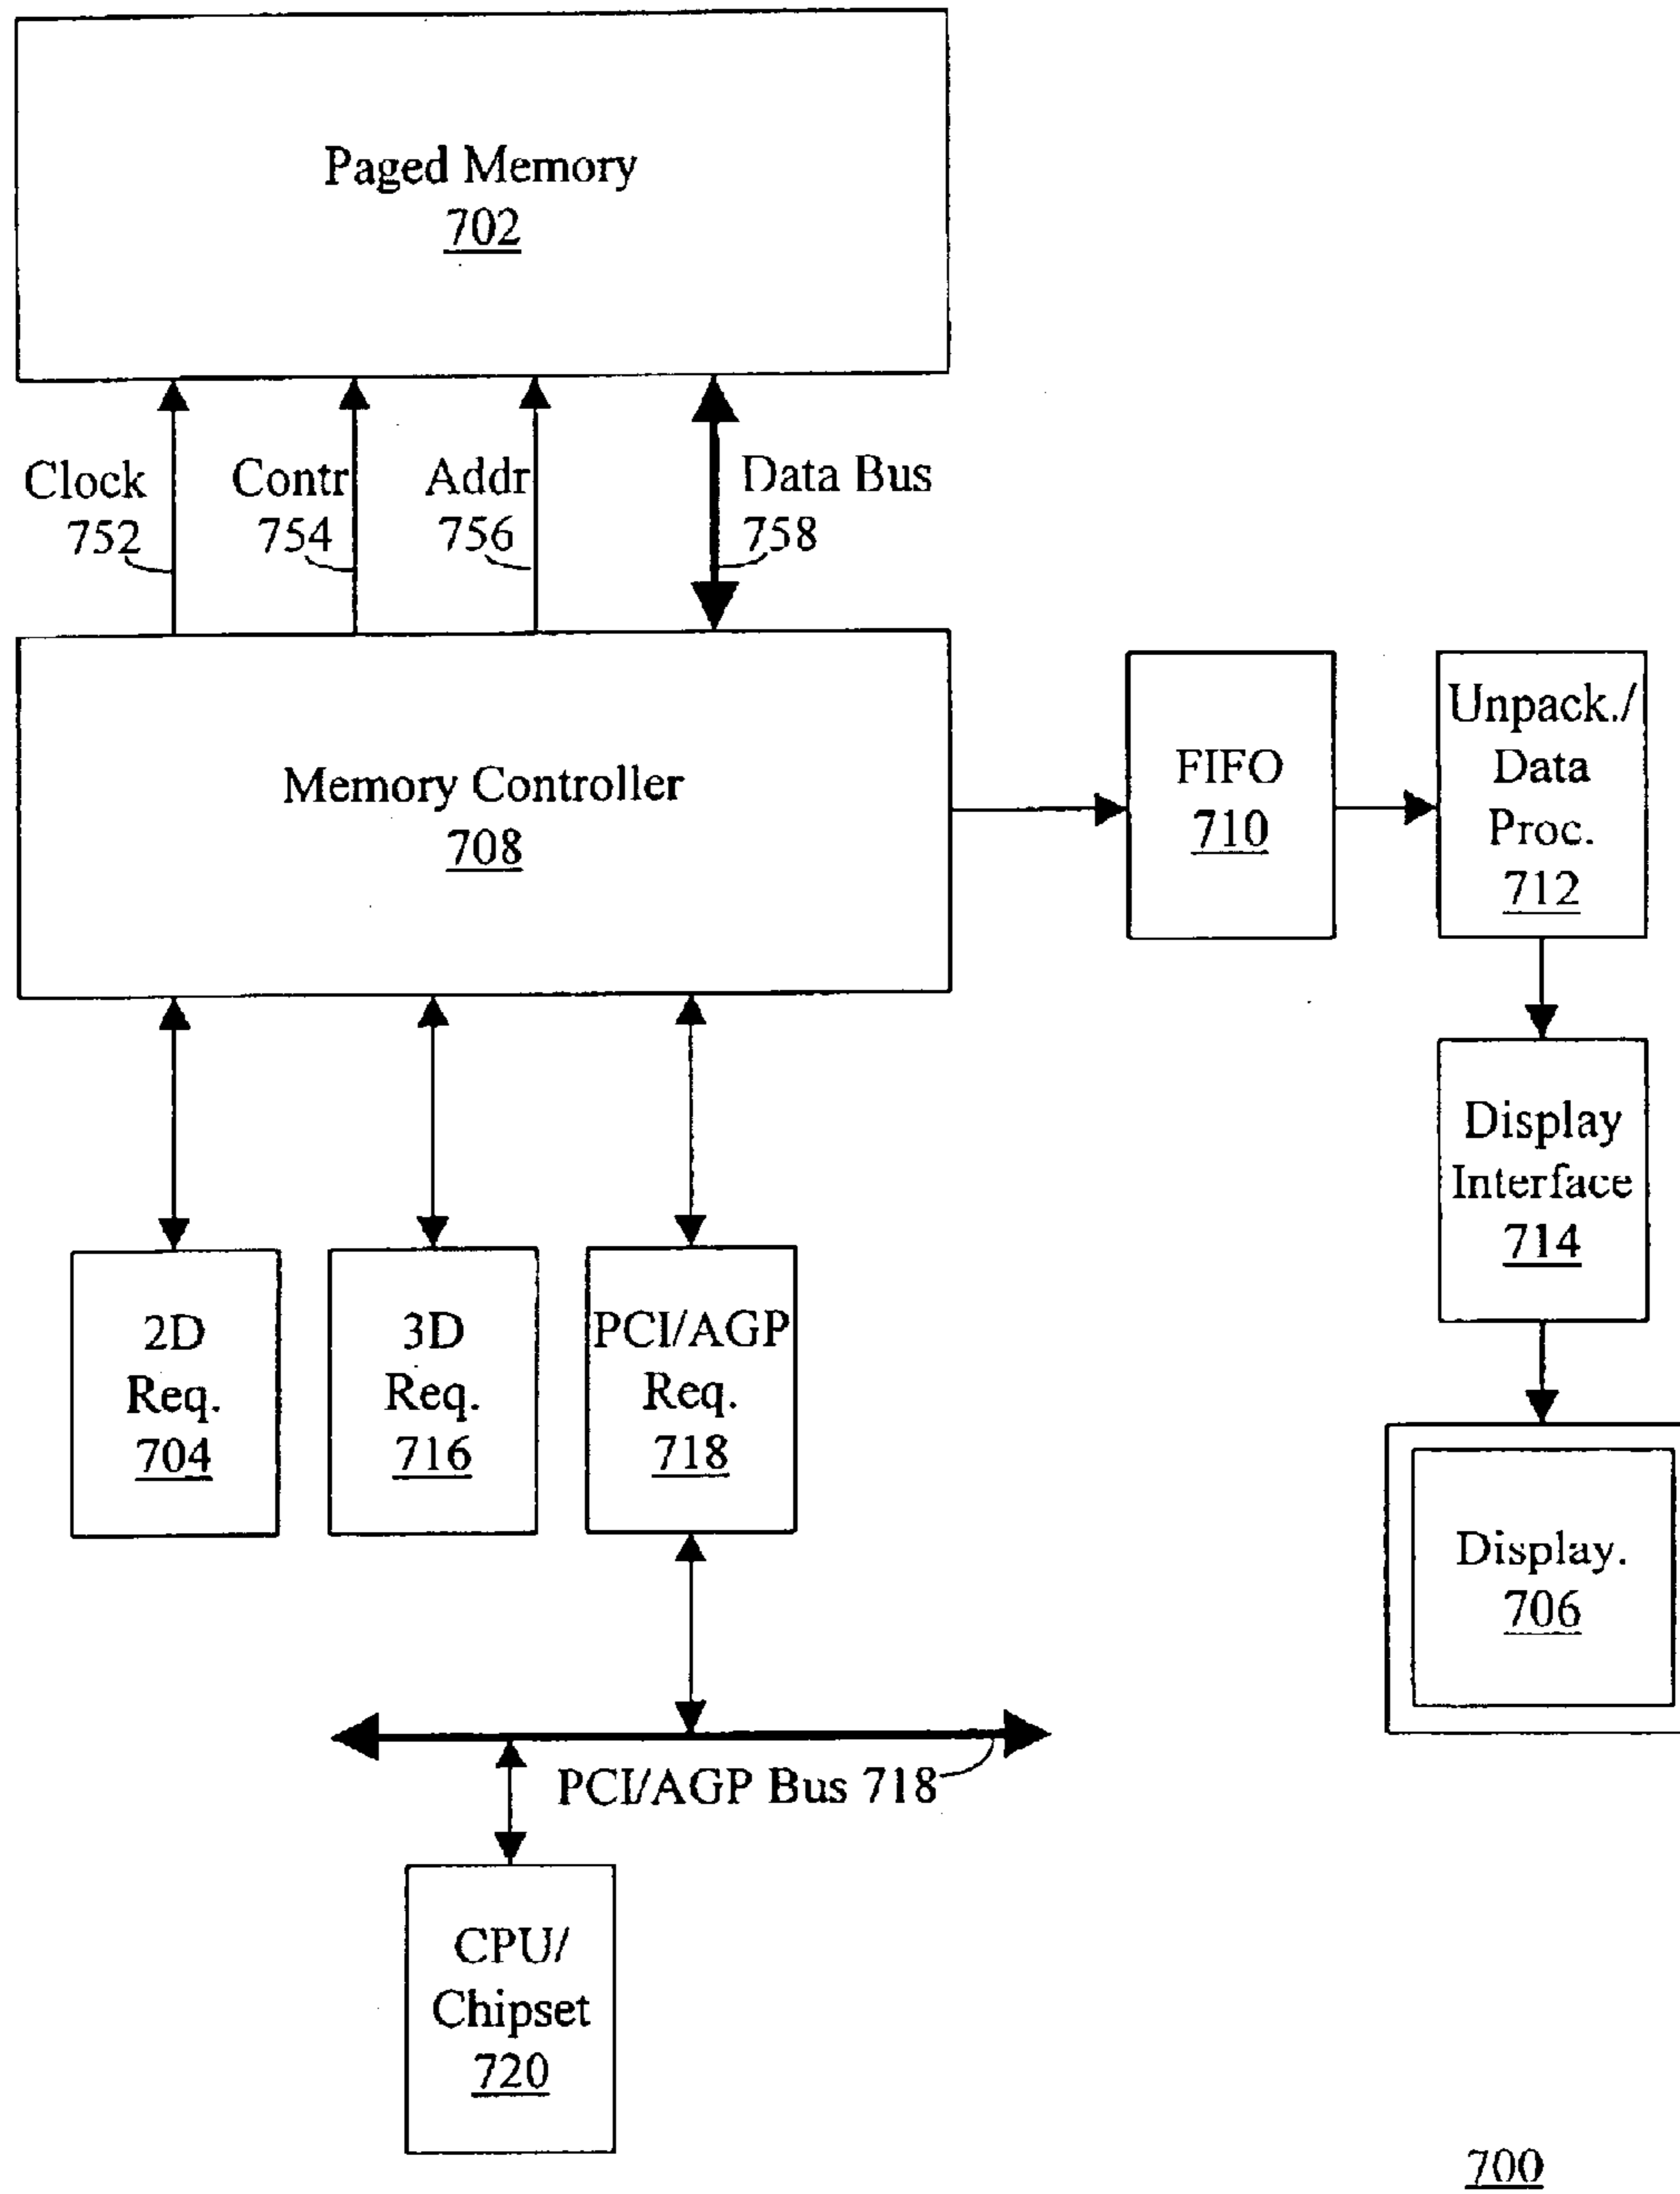 Paged Memory
702
Clock
752
Contr
754
Addr
756
Data Bus
758
Memory Controller
708
FIFO
710
Unpack./
Data
Proc.
712
Display
Interface
714
2D
Req.
704
3D
Req.
716
PCI/AGP
Req.
718
Display.
706
PCI/AGP Bus 718
CPU/
Chipset
720
700